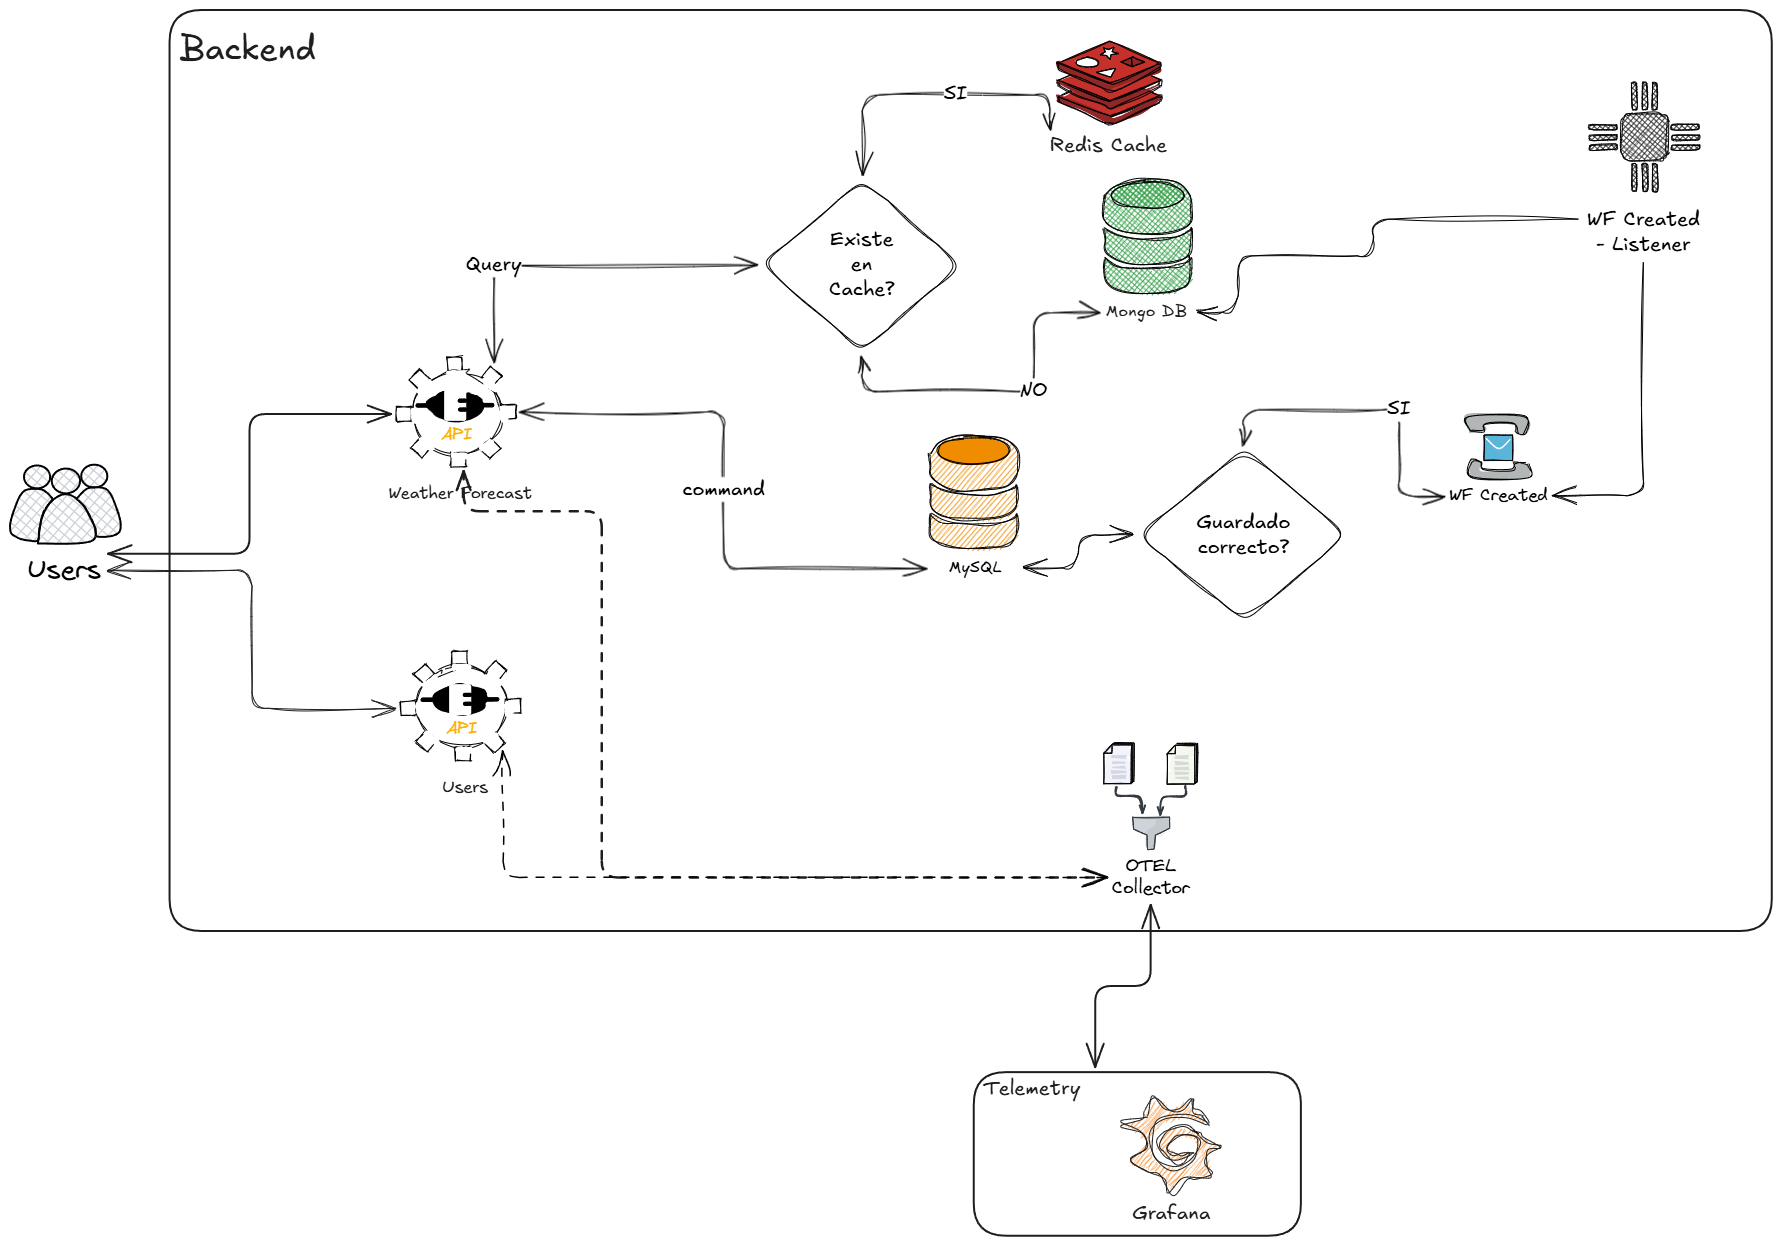 Backend
SI
Redis Cache
WF Created
- Listener
Existe
en
Cache?
Query
Mongo DB
NO
SI
API
Weather Forecast
command
WF Created
Guardado
correcto?
MySQL
Users
API
Users
OTEL
Collector
Telemetry
Grafana